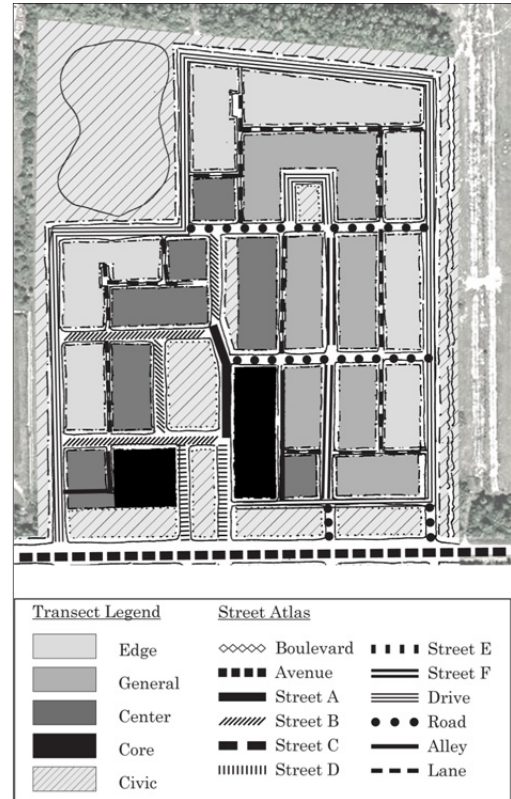 Transect Legend
Edge
General
Center
Core
Civic
Street Atlas
Boulevard
Avenue
Street A
Street B
Street C
Street D
Street E
Street F
Drive
Road
Alley
Lane